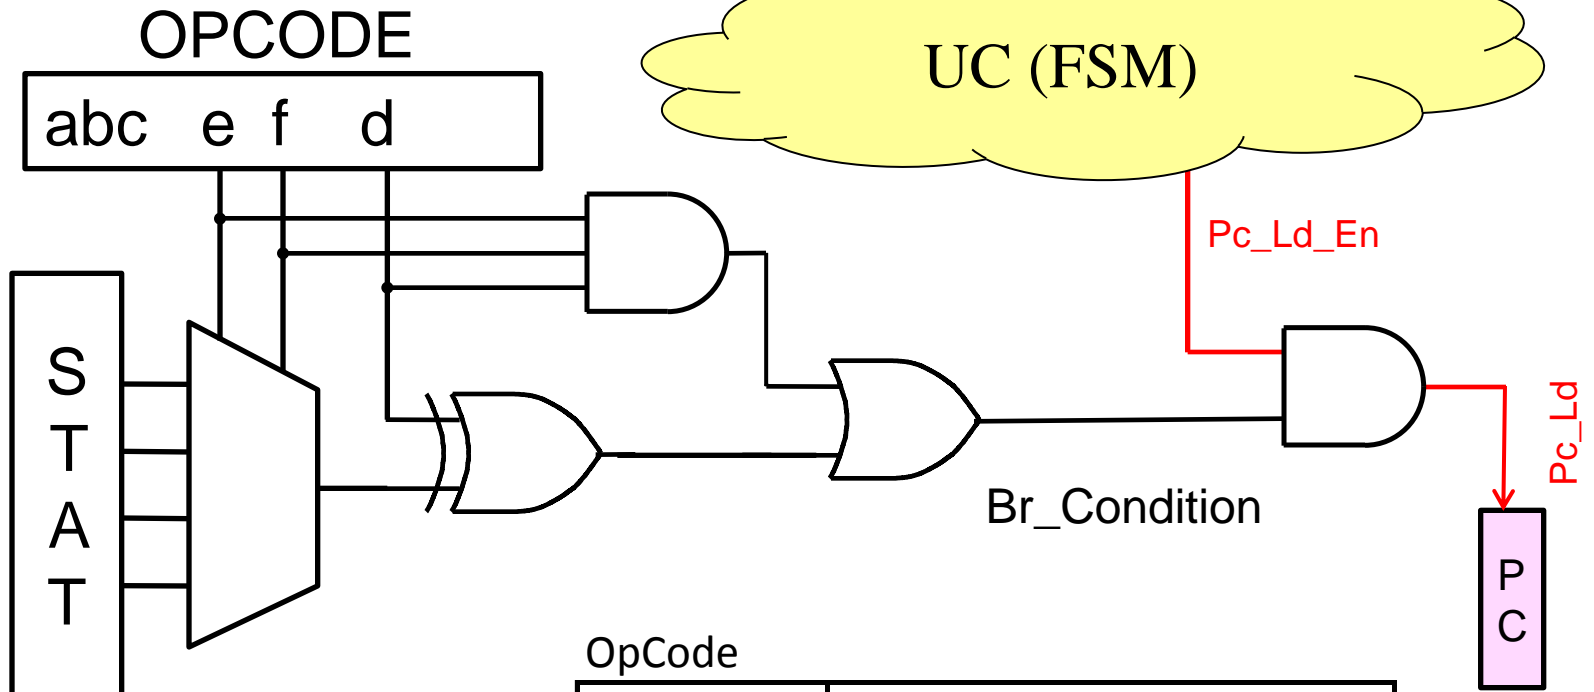 OPCODE
UC (FSM)
abc e f d
Pc_Ld_En
S
T
A
T
Pc_Ld
Br_Condition
P
C
OpCode